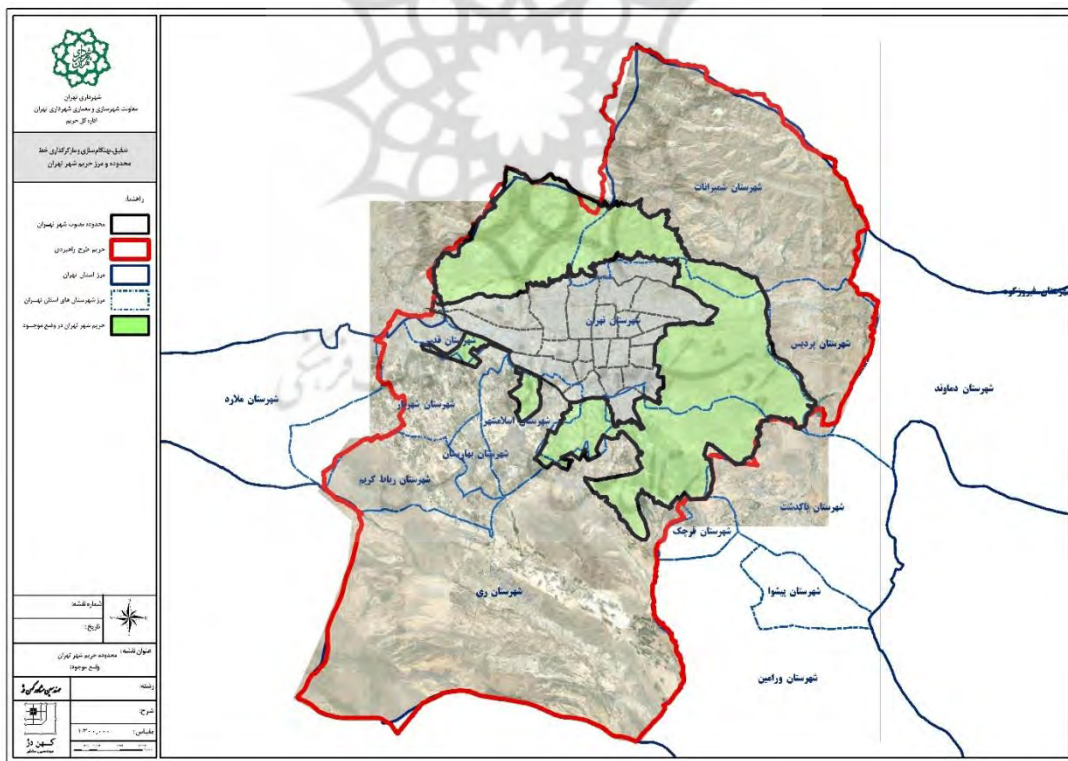 شهرداری تهران
معاونت شهرسازی و معماری شهرداری تهران
اداره کل حریم
تدقیق، بهنگام‌سازی و مارکرگذاری خط
محدوده و مرز حریم شهر تهران
راهنما:
محدوده مصوب شهر تهران
حریم طرح راهبردی
مرز استان تهران
مرز شهرستان های استان تهران
حریم شهر تهران در وضع موجود
شماره نقشه:
تاریخ:
عنوان نقشه:
محدوده حریم شهر تهران
وضع موجود
رشته:
شرح:
مقیاس:
۱:۳۰۰,۰۰۰
کهن دژ
شهرستان شمیرانات
شهرستان فیروزکوه
شهرستان تهران
شهرستان پردیس
شهرستان قدس
شهرستان دماوند
شهرستان ملارد
شهرستان شهریار
شهرستان اسلامشهر
شهرستان بهارستان
شهرستان رباط کریم
شهرستان پاکدشت
شهرستان قرچک
شهرستان ری
شهرستان پیشوا
شهرستان ورامین